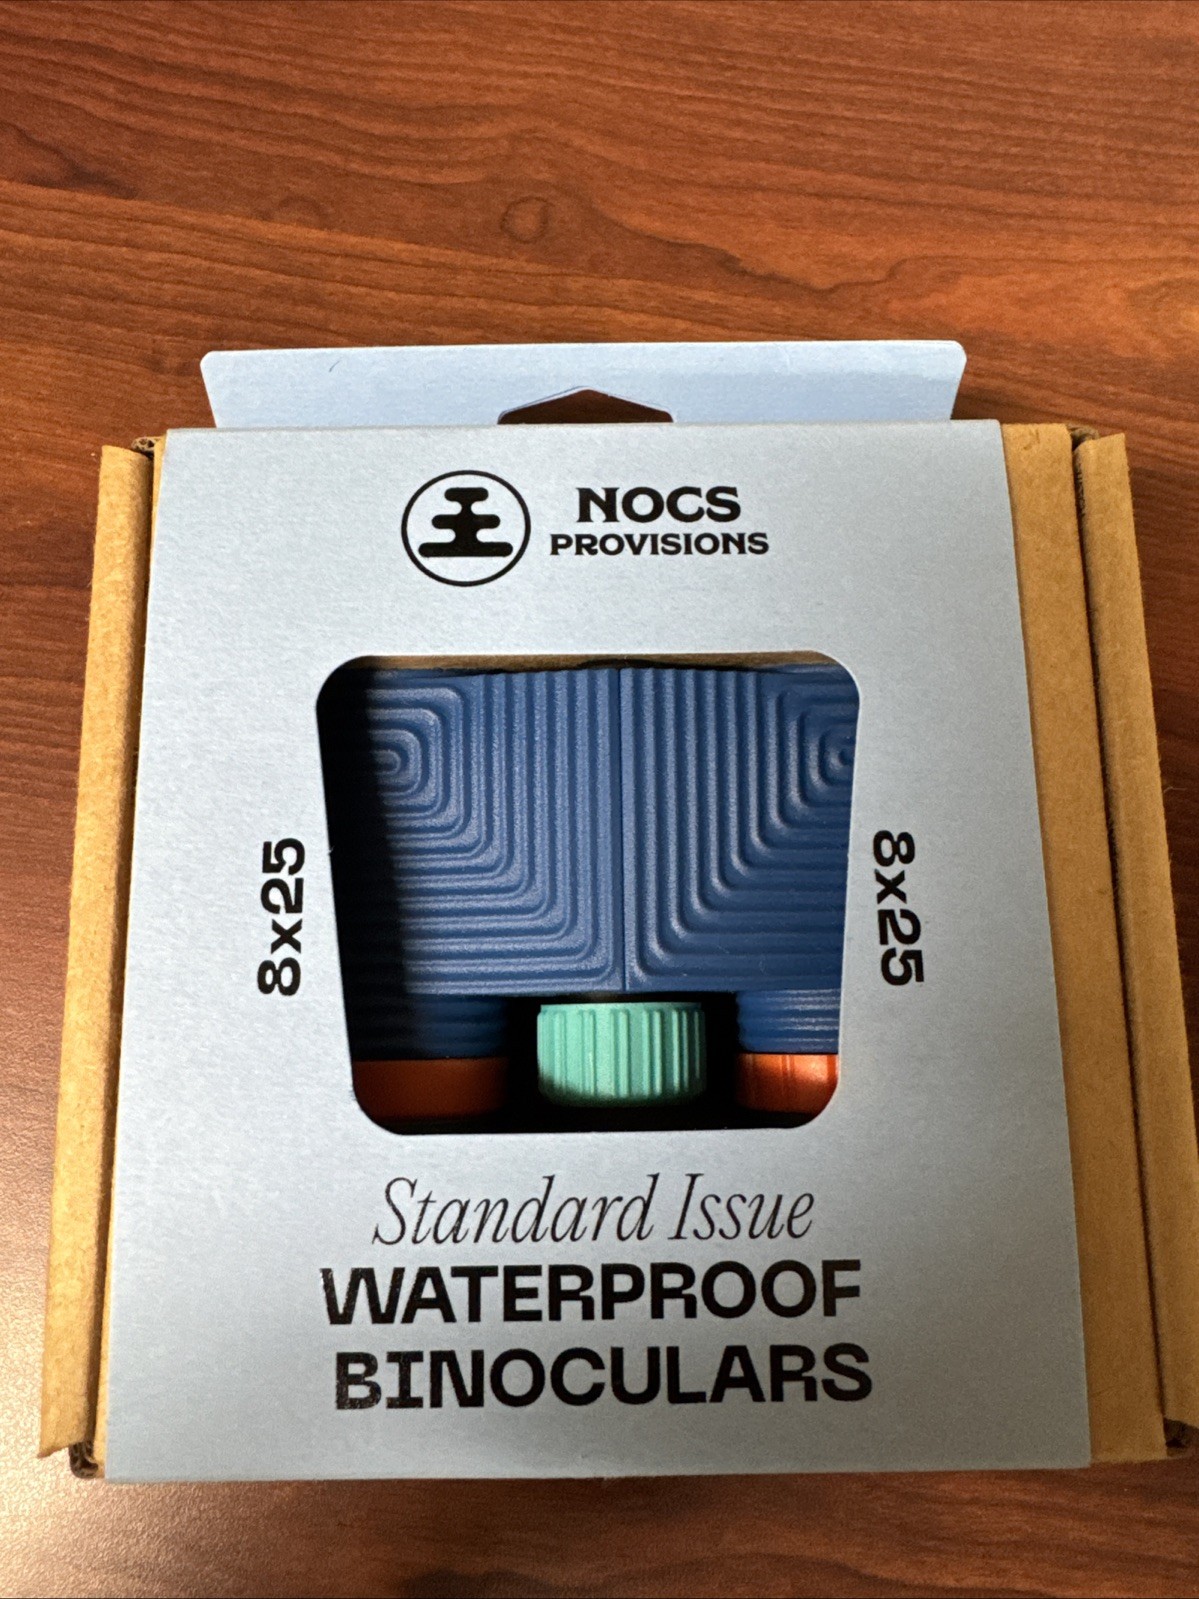 NOCS
PROVISIONS
8x25
8x25
Standard Issue
WATERPROOF
BINOCULARS